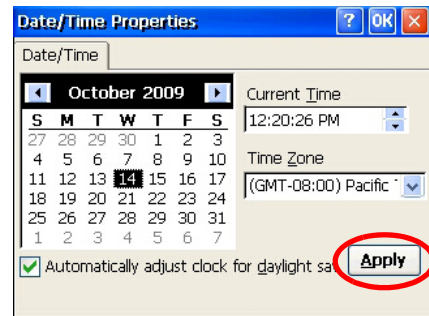 Date/Time Properties ? OK
Date/Time
October 2009
S M T W T F S
27 28 29 30 1 2 3
4 5 6 7 8 9 10
11 12 13 14 15 16 17
18 19 20 21 22 23 24
25 26 27 28 29 30 31
1 2 3 4 5 6 7
Current Time
12:20:26 PM
Time Zone
(GMT-08:00) Pacific
Automatically adjust clock for daylight sa
Apply